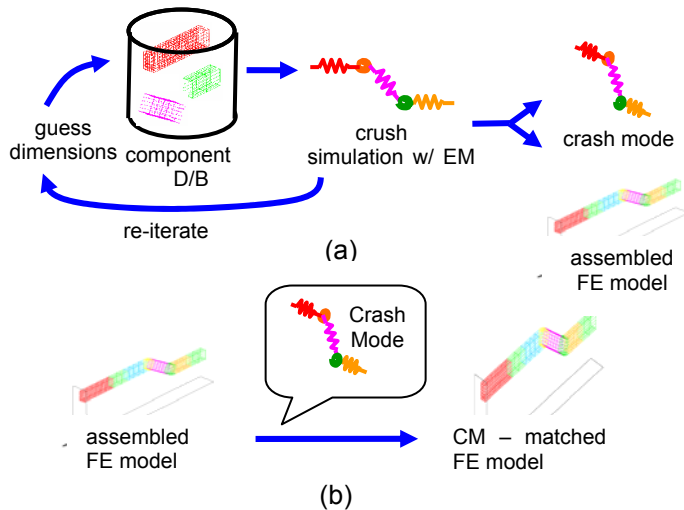 guess
dimensions
component
D/B
crush
simulation w/ EM
crash mode
re-iterate
(a)
assembled
FE model
Crash
Mode
assembled
FE model
CM – matched
FE model
(b)